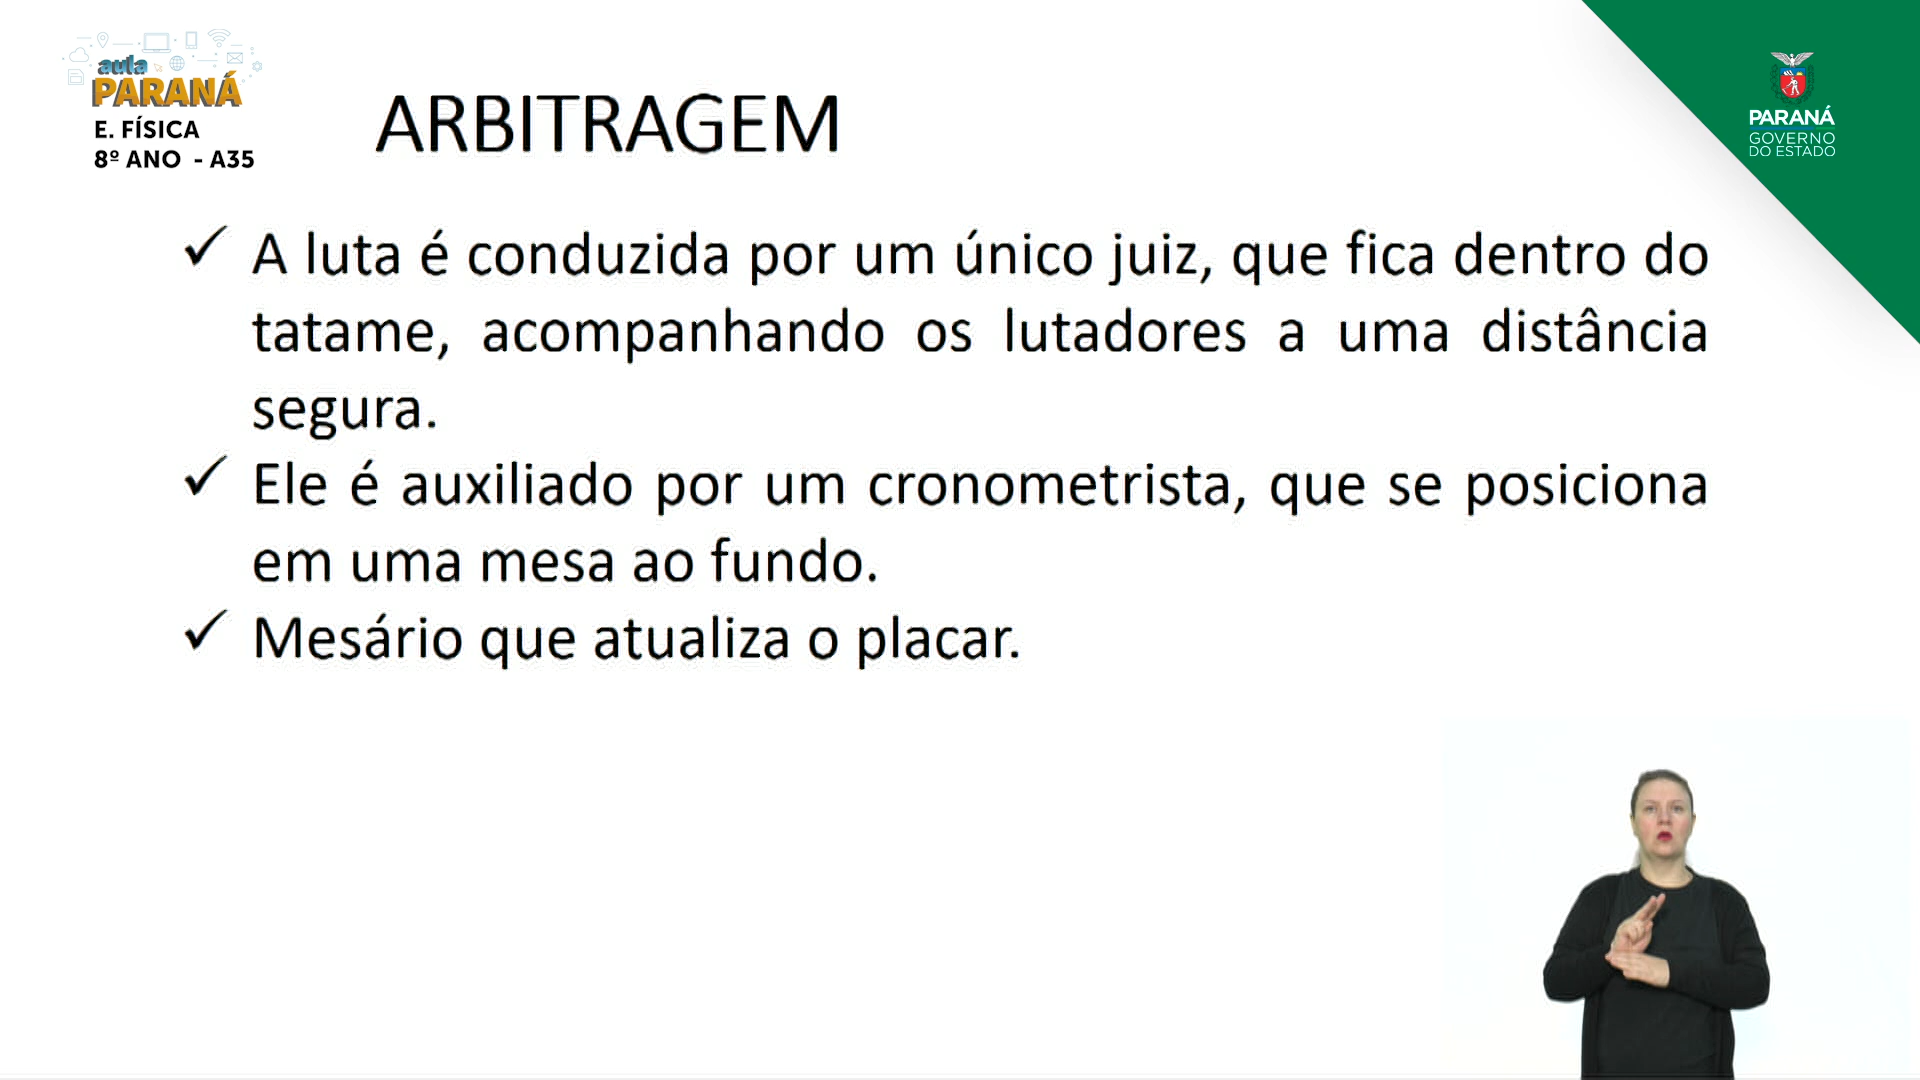 aula
PARANÁ
E. FÍSICA
8º ANO - A35
ARBITRAGEM
PARANÁ
GOVERNO
DO ESTADO
✓ A luta é conduzida por um único juiz, que fica dentro do
tatame, acompanhando os lutadores a uma distância
segura.
✓ Ele é auxiliado por um cronometrista, que se posiciona
em uma mesa ao fundo.
✓ Mesário que atualiza o placar.